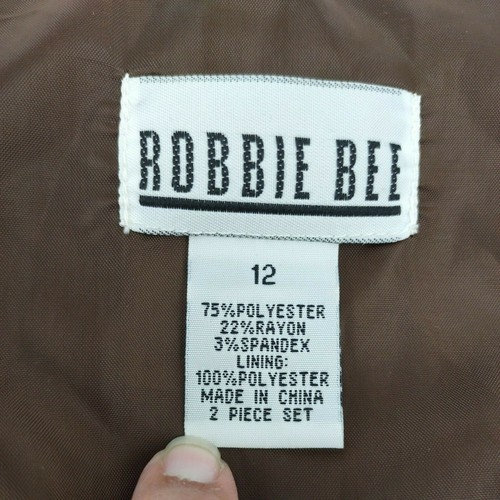 ROBBIE BEE
12
75%POLYESTER
22%RAYON
3%SPANDEX
LINING:
100%POLYESTER
MADE IN CHINA
2 PIECE SET